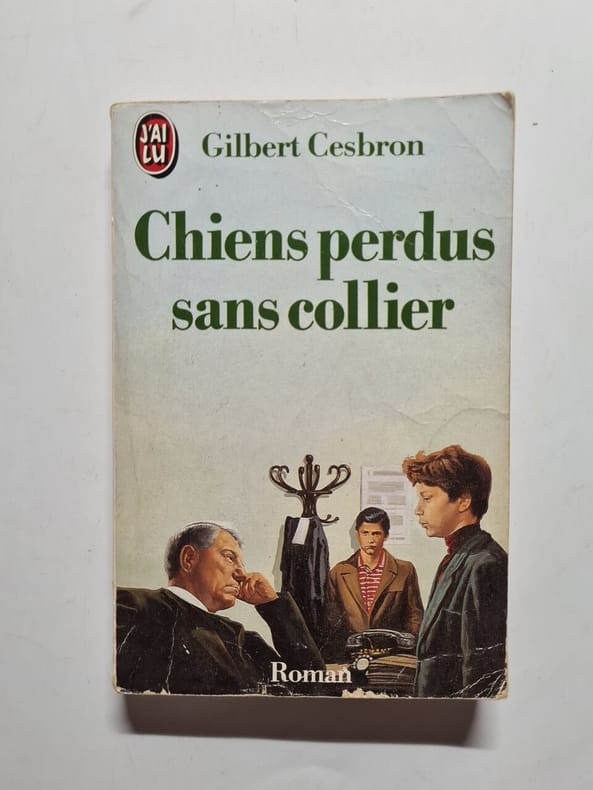 J'AI
LU
Gilbert Cesbron
Chiens perdus
sans collier
Roman